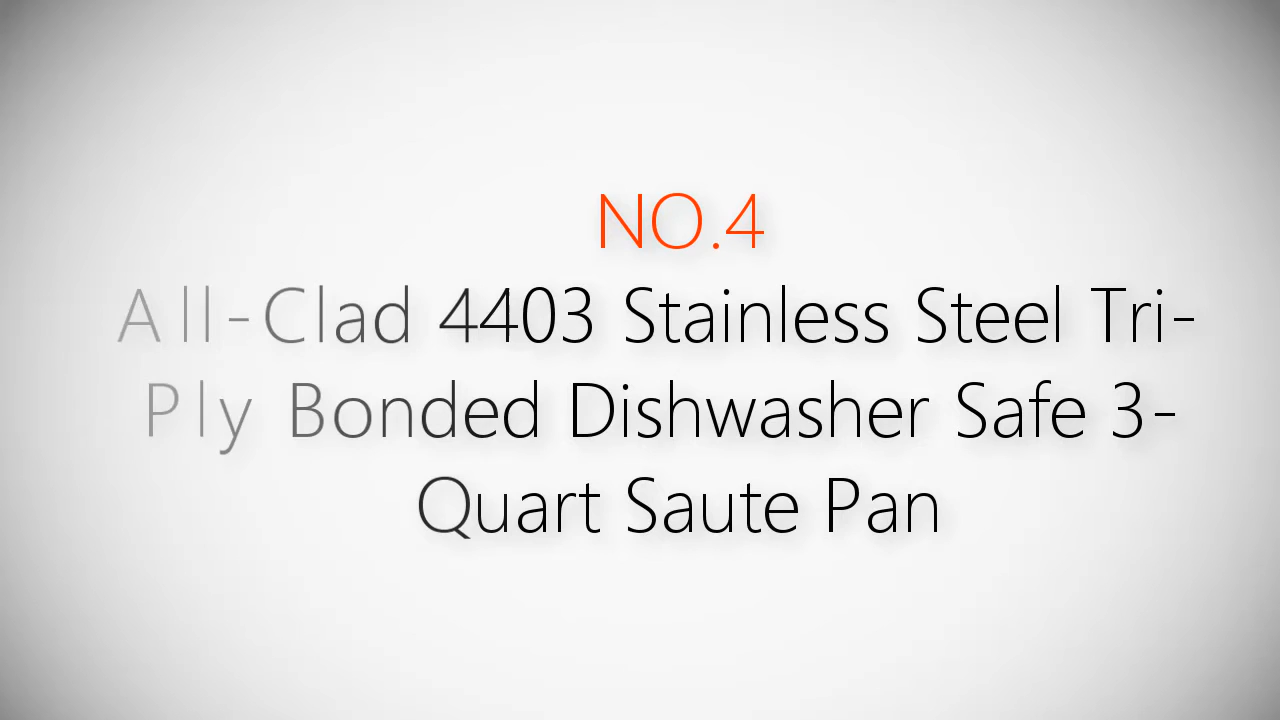 NO.4
All-Clad 4403 Stainless Steel Tri-
Ply Bonded Dishwasher Safe 3-
Quart Saute Pan